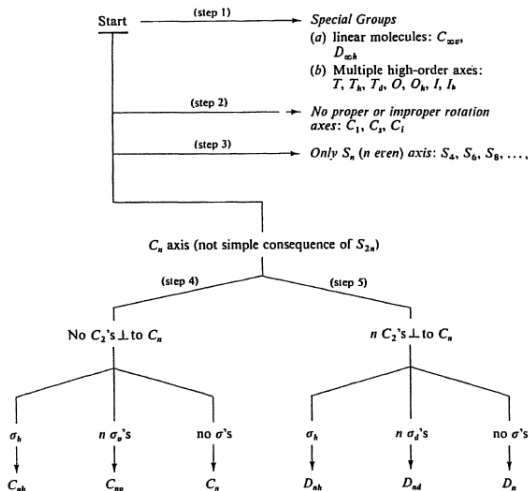 Start
(step 1)
Special Groups
(a) linear molecules: C∞v,
D∞h
(b) Multiple high-order axes:
T, Th, Td, O, Oh, I, Ih
(step 2)
No proper or improper rotation
axes: C1, Cs, Ci
(step 3)
Only Sn (n even) axis: S4, S6, S8, . . . ,
Cn axis (not simple consequence of S2n)
(step 4)
(step 5)
No C2's ⊥ to Cn
n C2's ⊥ to Cn
σh
n σv's
no σ's
σh
n σd's
no σ's
Cnh
Cnv
Cn
Dnh
Dnd
Dn